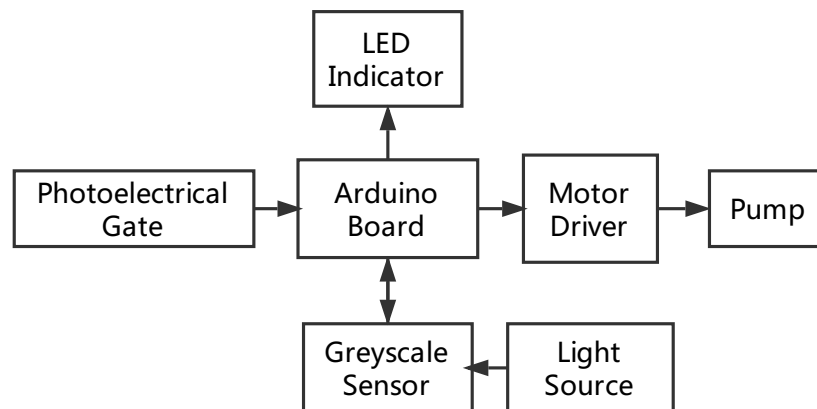 LED
Indicator
Photoelectrical
Gate
Arduino
Board
Motor
Driver
Pump
Greyscale
Sensor
Light
Source